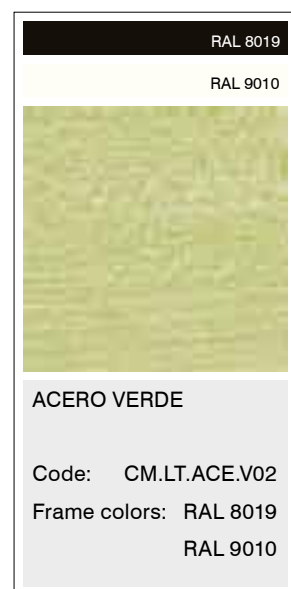 RAL 8019
RAL 9010
ACERO VERDE
Code: CM.LT.ACE.V02
Frame colors: RAL 8019
RAL 9010